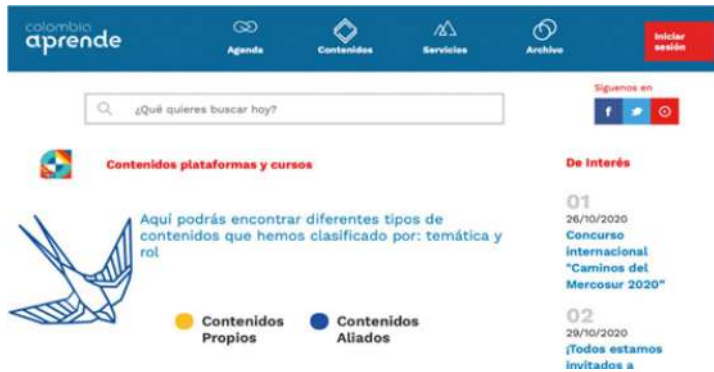 colombia
aprende
Agenda
Contenidos
Servicios
Archivo
Iniciar
sesión
¿Qué quieres buscar hoy?
Síguenos en
Contenidos plataformas y cursos
Aquí podrás encontrar diferentes tipos de
contenidos que hemos clasificado por: temática y
rol
Contenidos
Propios
Contenidos
Aliados
De Interés
01
26/10/2020
Concurso
internacional
"Caminos del
Mercosur 2020"
02
29/10/2020
¡Todos estamos
invitados a